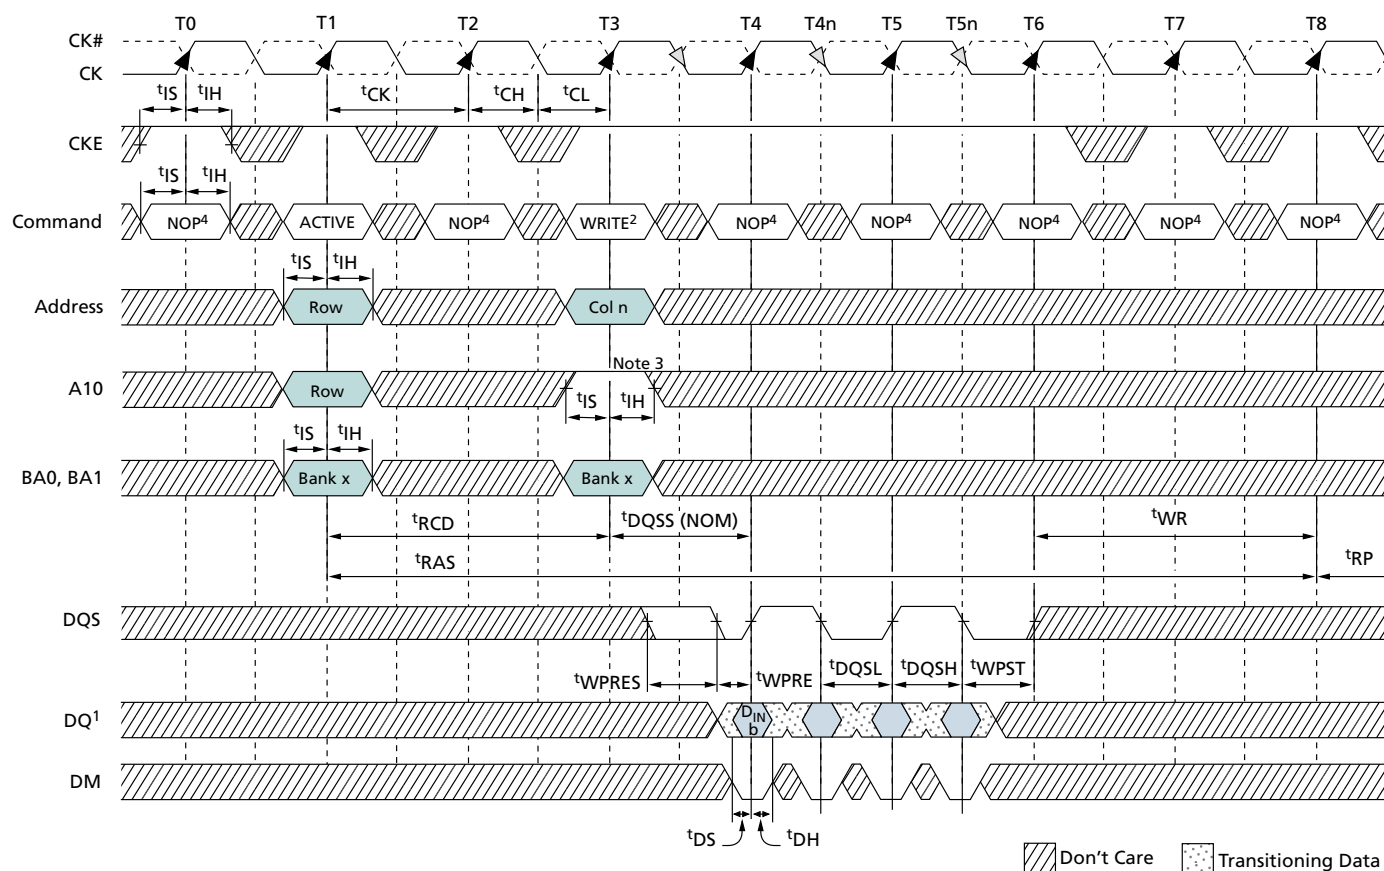 T0 T1 T2 T3 T4 T4n T5 T5n T6 T7 T8
CK#
CK
tIS tIH tCK tCH tCL
CKE
tIS tIH
Command NOP4 ACTIVE NOP4 WRITE2 NOP4 NOP4 NOP4 NOP4 NOP4
tIS tIH
Address Row Col n
Note 3
A10 Row
tIS tIH
tIS tIH
BA0, BA1 Bank x Bank x
tRCD tDQSS (NOM) tWR
tRAS tRP
DQS
tWPRES tWPRE tDQSL tDQSH tWPST
DQ1 DIN
b
DM
tDS tDH
Don't Care Transitioning Data